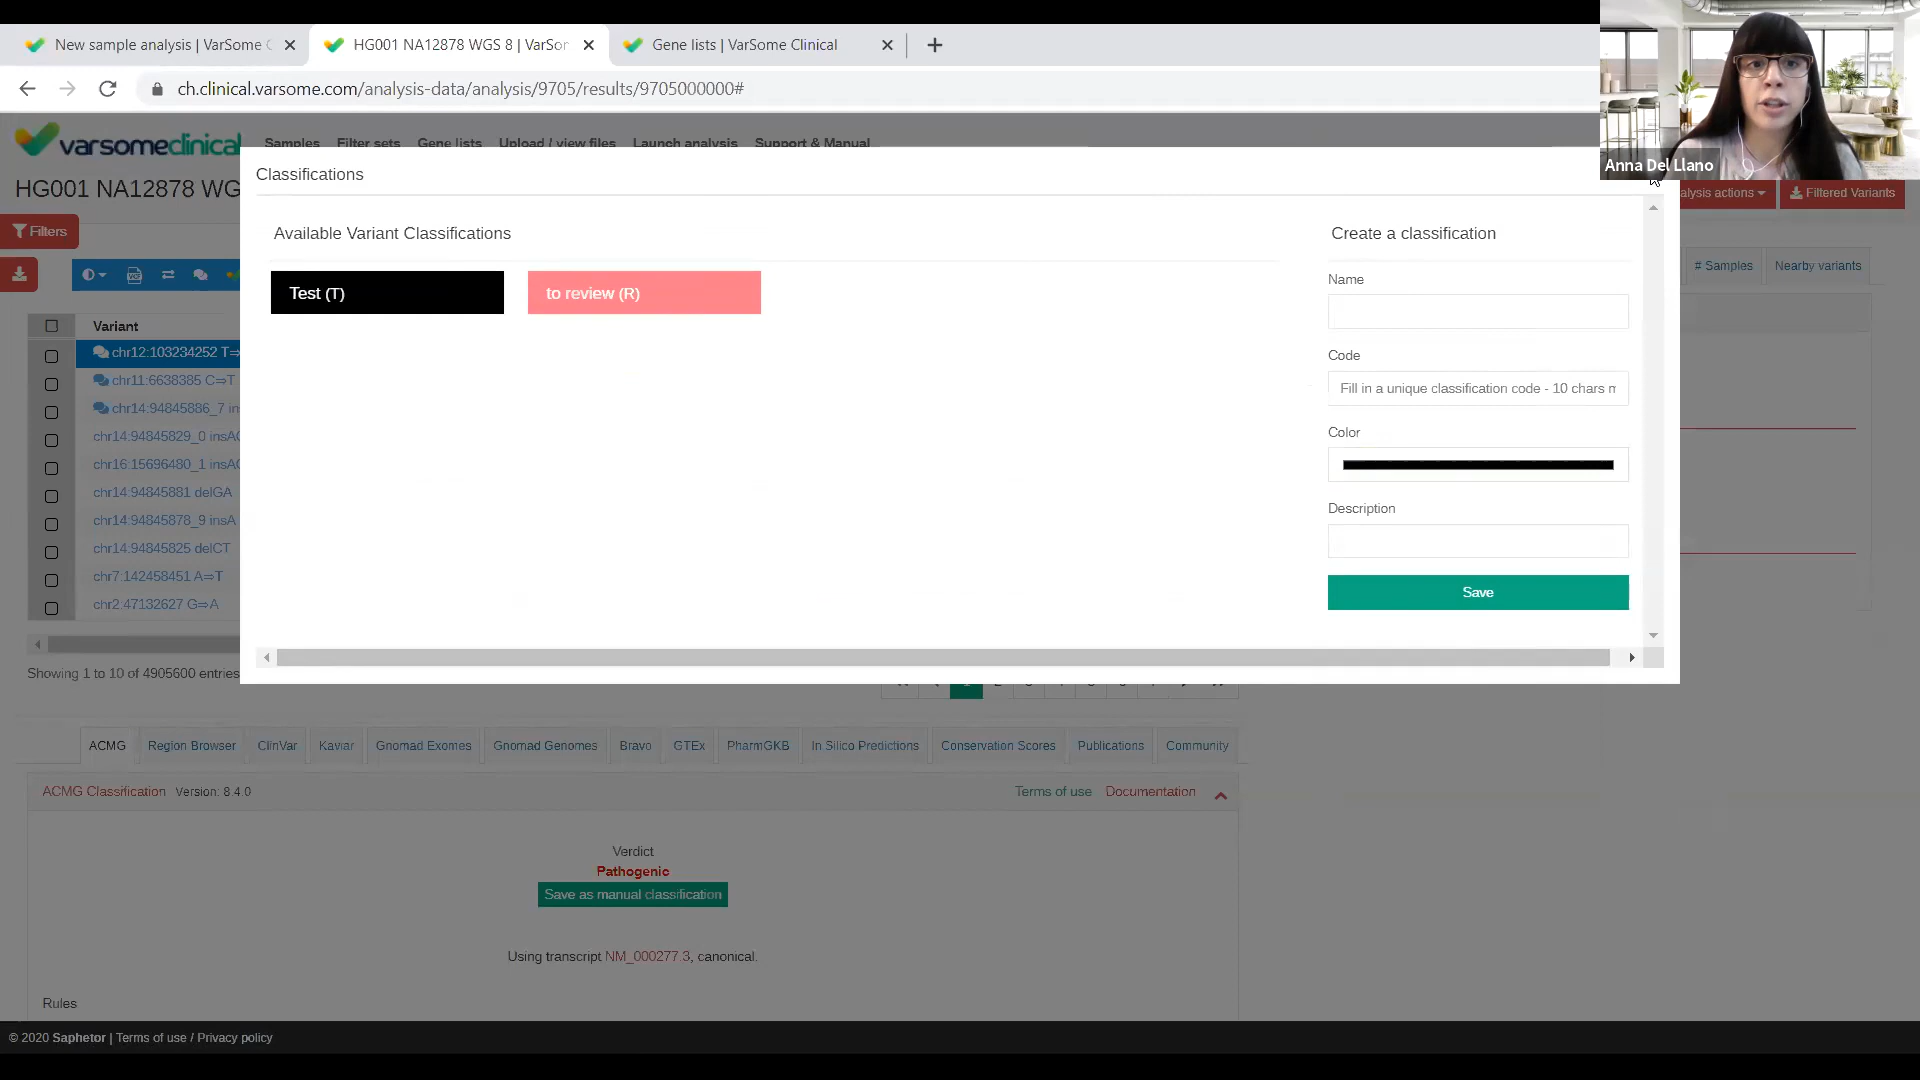 New sample analysis | VarSome C
HG001 NA12878 WGS 8 | VarSom
Gene lists | VarSome Clinical
ch.clinical.varsome.com/analysis-data/analysis/9705/results/9705000000#
Anna Del Llano
varsomeclinical
Samples
Filter sets
Gene lists
Upload / view files
Launch analysis
Support & Manual
HG001 NA12878 WG
Classifications
alysis actions
Filtered Variants
Filters
Available Variant Classifications
Create a classification
# Samples
Nearby variants
Test (T)
to review (R)
Name
Variant
chr12:103234252 T⇒
Code
chr11:6638385 C⇒T
Fill in a unique classification code - 10 chars m
chr14:94845886_7 ins
chr14:94845829_0 insAC
Color
chr16:15696480_1 insAC
chr14:94845881 delGA
Description
chr14:94845878_9 insA
chr14:94845825 delCT
chr7:142458451 A⇒T
Save
chr2:47132627 G⇒A
Showing 1 to 10 of 4905600 entries
ACMG
Region Browser
ClinVar
Kaviar
Gnomad Exomes
Gnomad Genomes
Bravo
GTEx
PharmGKB
In Silico Predictions
Conservation Scores
Publications
Community
ACMG Classification Version: 8.4.0
Terms of use
Documentation
Verdict
Pathogenic
Save as manual classification
Using transcript NM_000277.3, canonical.
Rules
© 2020 Saphetor | Terms of use / Privacy policy